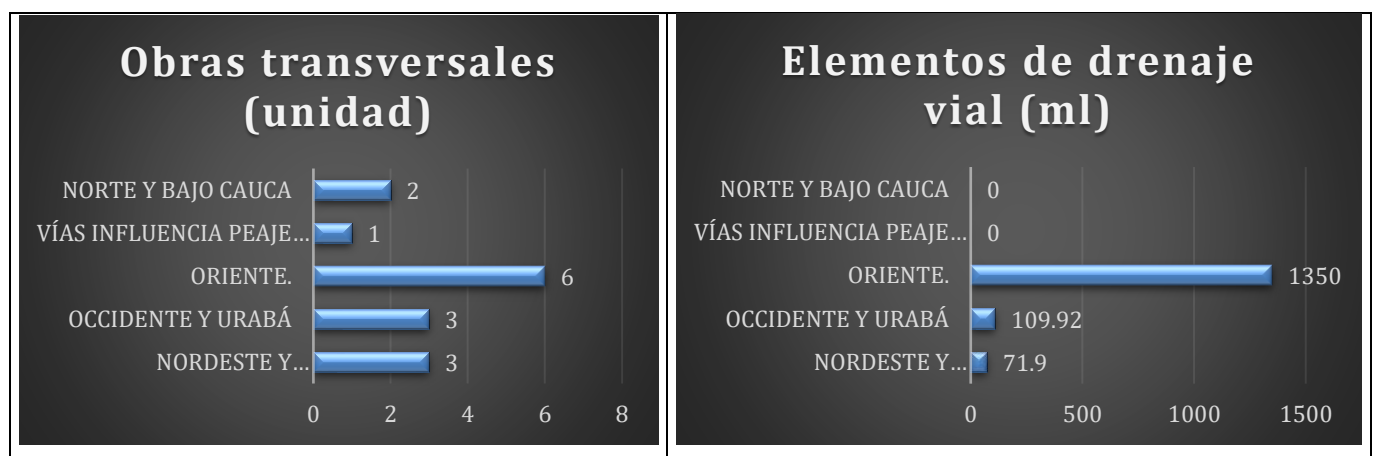 Obras transversales
(unidad)
NORTE Y BAJO CAUCA 2
VÍAS INFLUENCIA PEAJE... 1
ORIENTE. 6
OCCIDENTE Y URABÁ 3
NORDESTE Y... 3
0 2 4 6 8
Elementos de drenaje
vial (ml)
NORTE Y BAJO CAUCA 0
VÍAS INFLUENCIA PEAJE... 0
ORIENTE. 1350
OCCIDENTE Y URABÁ 109.92
NORDESTE Y... 71.9
0 500 1000 1500